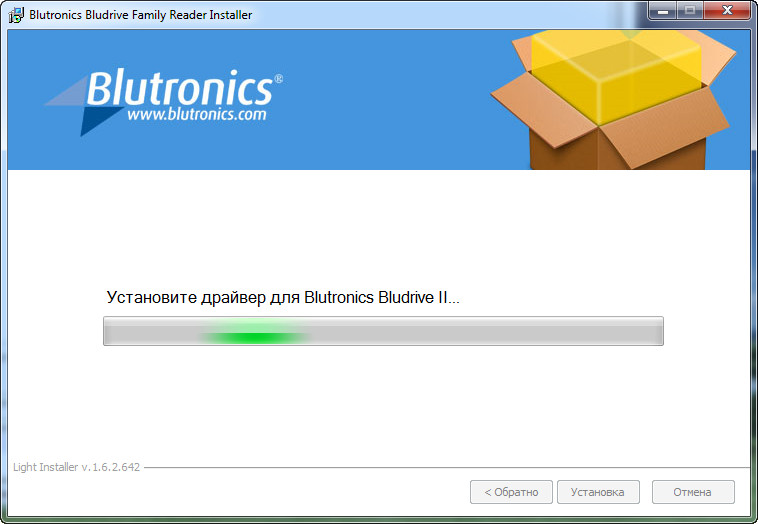 Blutronics Bludrive Family Reader Installer
Blutronics®
www.blutronics.com
Установите драйвер для Blutronics Bludrive II...
Light Installer v.1.6.2.642
< Обратно Установка Отмена